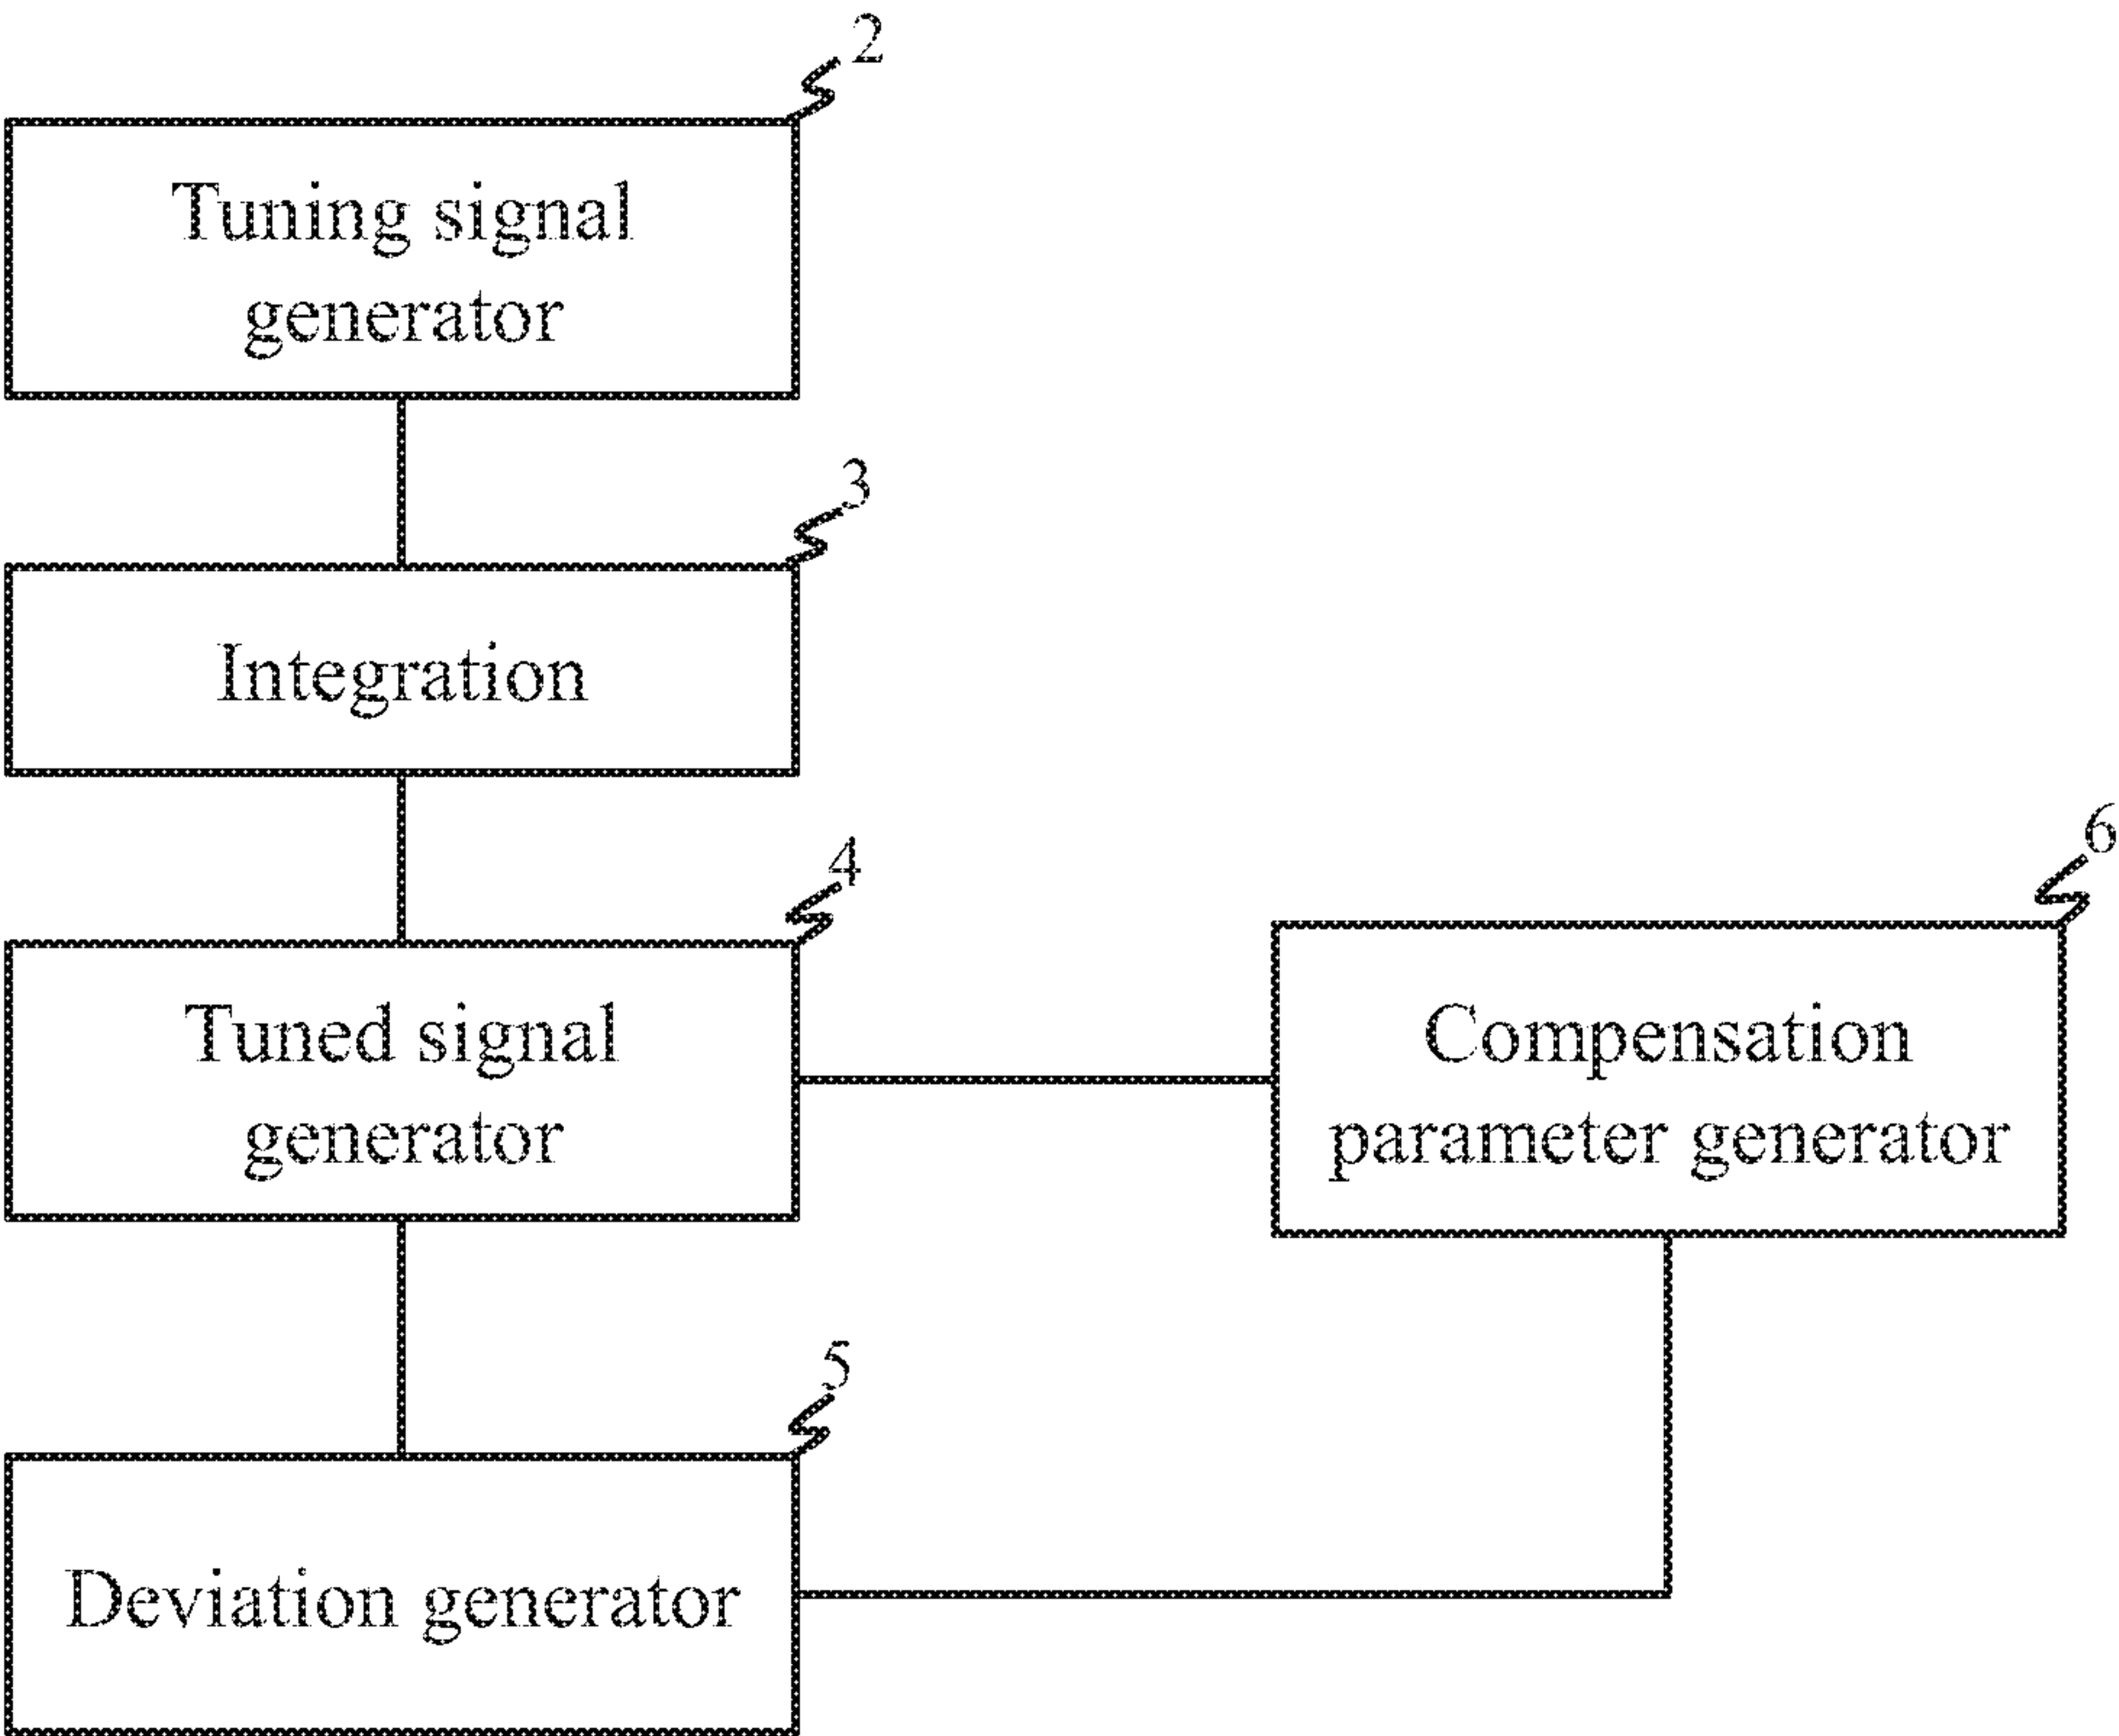 2
Tuning signal
generator
3
Integration
4
Tuned signal
generator
6
Compensation
parameter generator
5
Deviation generator